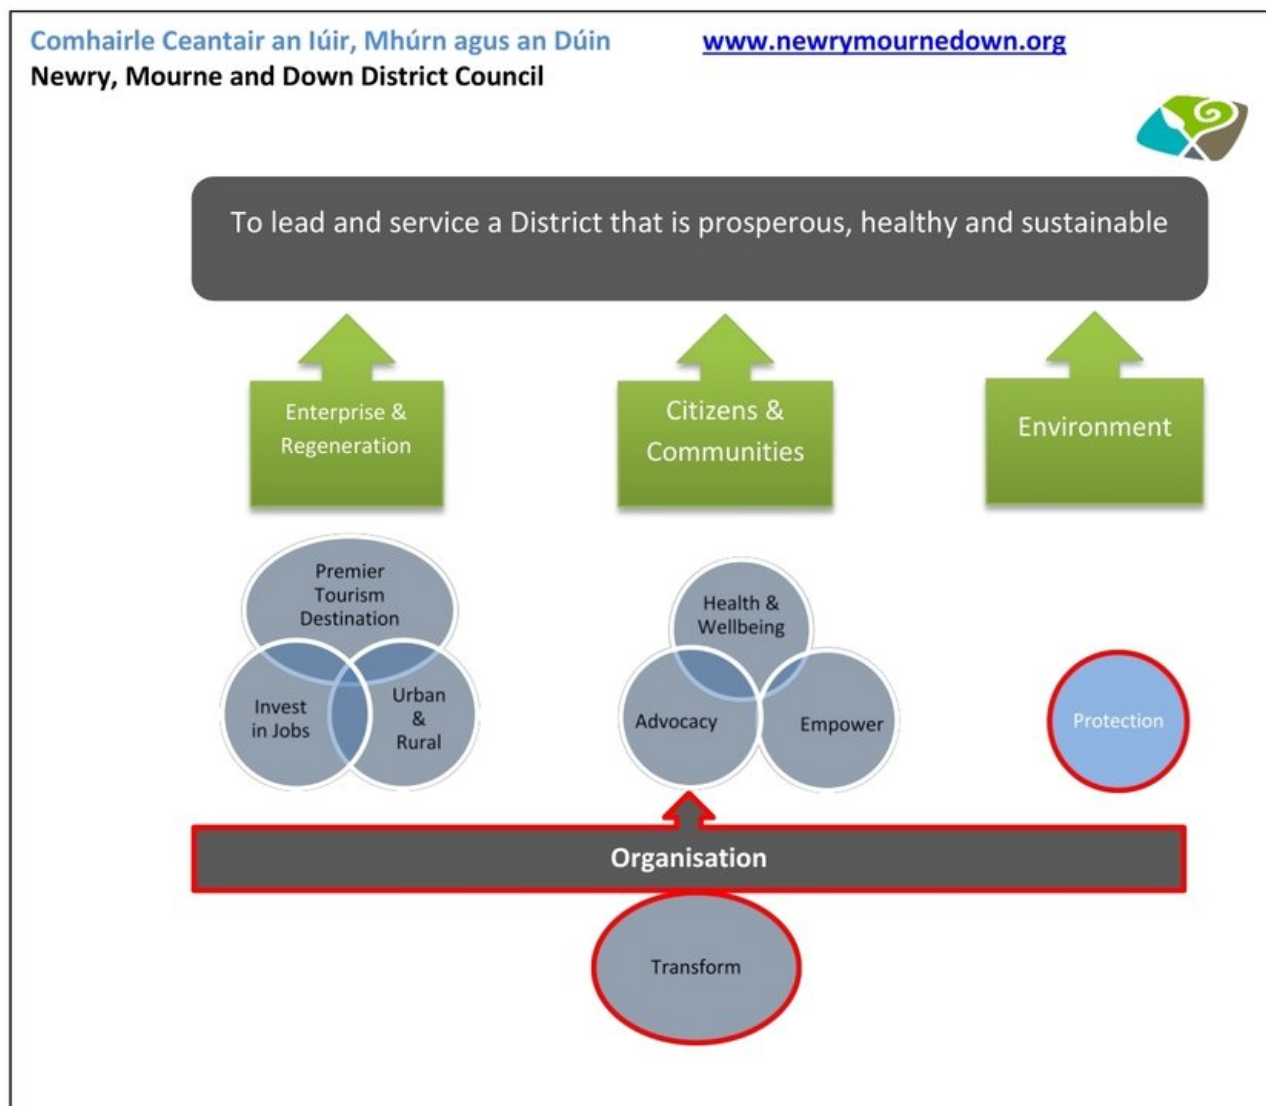 Comhairle Ceantair an Iúir, Mhúrn agus an Dúin
www.newrymournedown.org
Newry, Mourne and Down District Council
To lead and service a District that is prosperous, healthy and sustainable
Enterprise &
Regeneration
Citizens &
Communities
Environment
Premier
Tourism
Destination
Invest
in Jobs
Urban
&
Rural
Health &
Wellbeing
Advocacy
Empower
Protection
Organisation
Transform